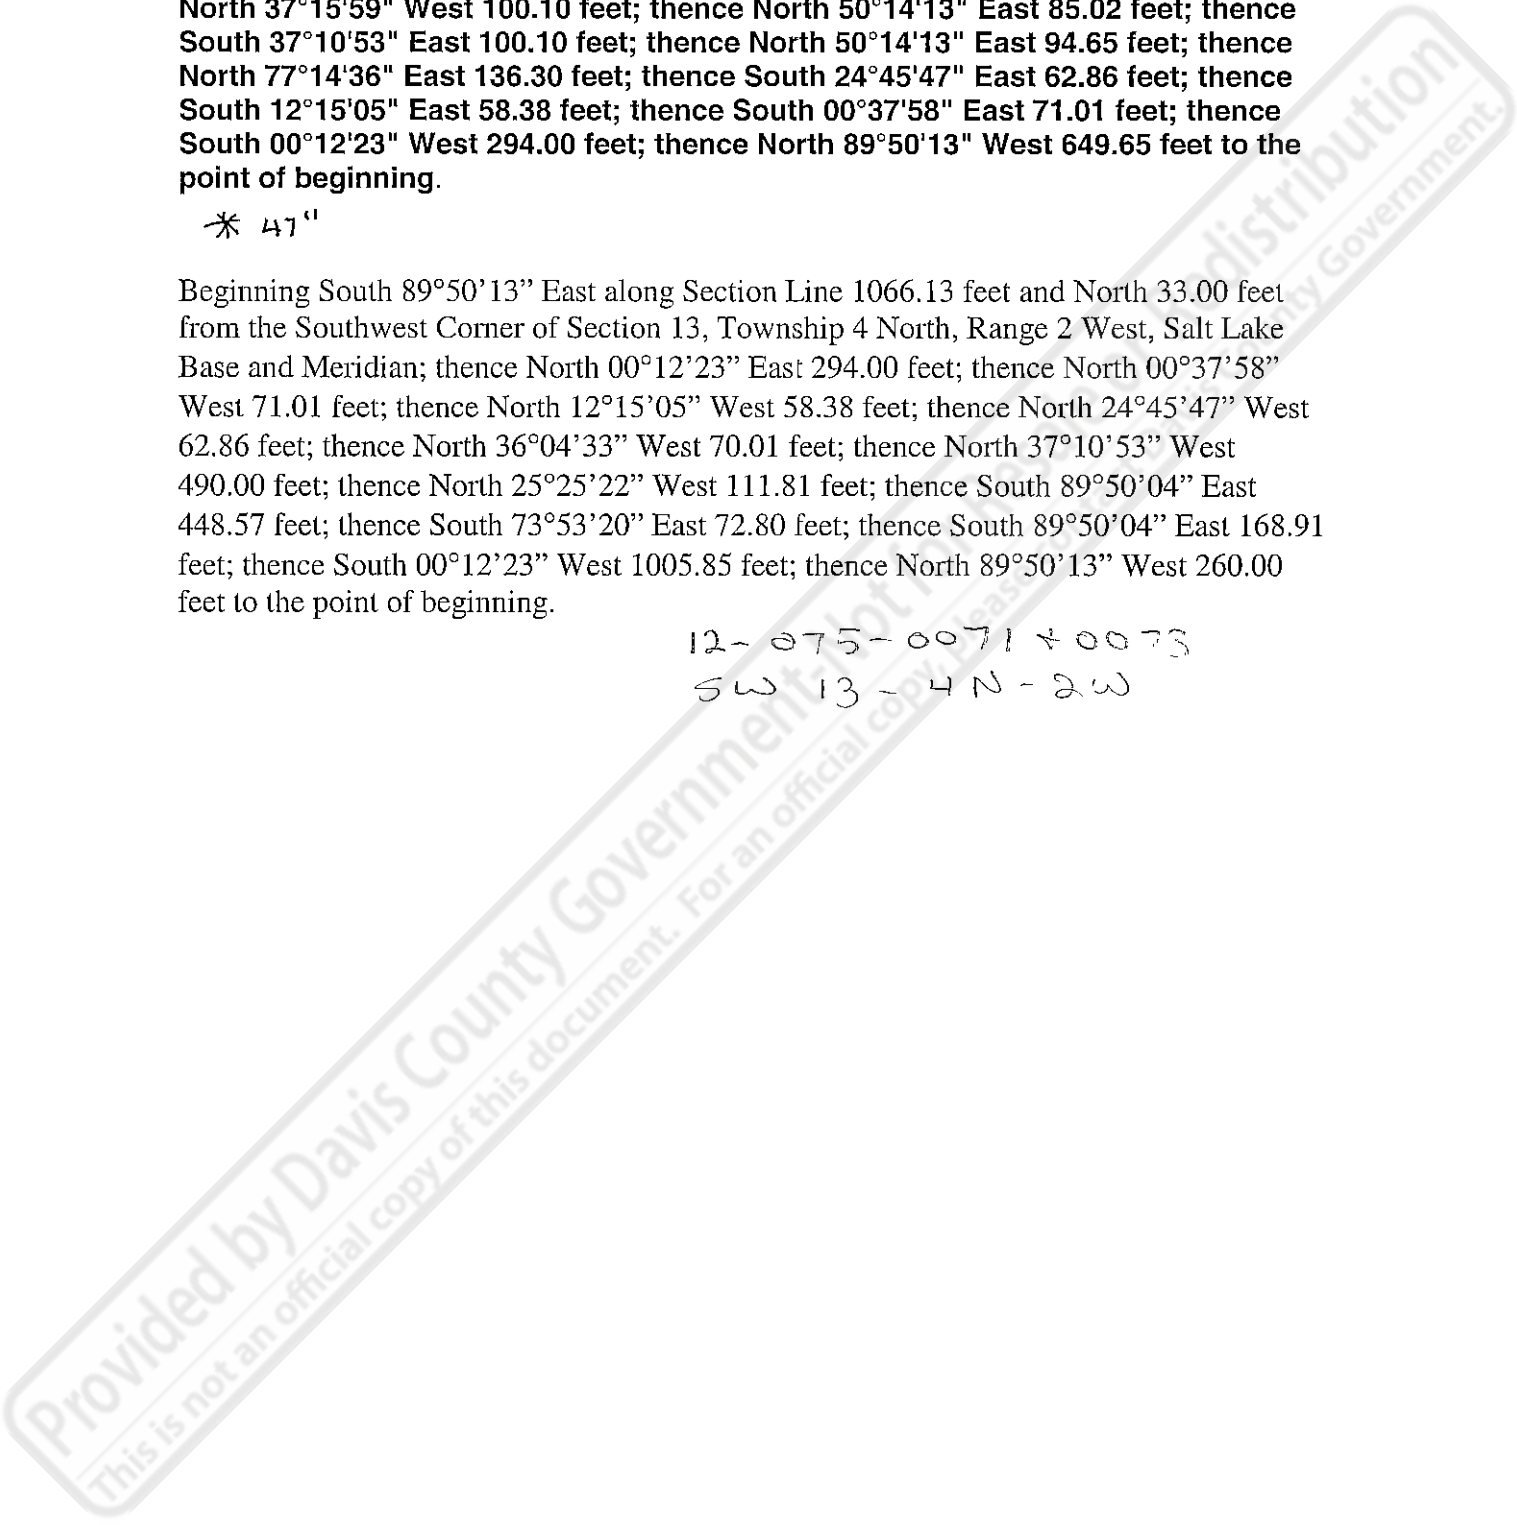 North 37°15'59" West 100.10 feet; thence North 50°14'13" East 85.02 feet; thence
South 37°10'53" East 100.10 feet; thence North 50°14'13" East 94.65 feet; thence
North 77°14'36" East 136.30 feet; thence South 24°45'47" East 62.86 feet; thence
South 12°15'05" East 58.38 feet; thence South 00°37'58" East 71.01 feet; thence
South 00°12'23" West 294.00 feet; thence North 89°50'13" West 649.65 feet to the
point of beginning.
* 47"
Beginning South 89°50’13” East along Section Line 1066.13 feet and North 33.00 feet
from the Southwest Corner of Section 13, Township 4 North, Range 2 West, Salt Lake
Base and Meridian; thence North 00°12’23” East 294.00 feet; thence North 00°37’58”
West 71.01 feet; thence North 12°15’05” West 58.38 feet; thence North 24°45’47” West
62.86 feet; thence North 36°04’33” West 70.01 feet; thence North 37°10’53” West
490.00 feet; thence North 25°25’22” West 111.81 feet; thence South 89°50’04” East
448.57 feet; thence South 73°53’20” East 72.80 feet; thence South 89°50’04” East 168.91
feet; thence South 00°12’23” West 1005.85 feet; thence North 89°50’13” West 260.00
feet to the point of beginning.
12-075-0071 + 0073
SW 13-4N-2W
Provided by Davis County Government-Not for Resale or Redistribution
This is not an official copy of this document. For an official copy, please contact Davis County Government.